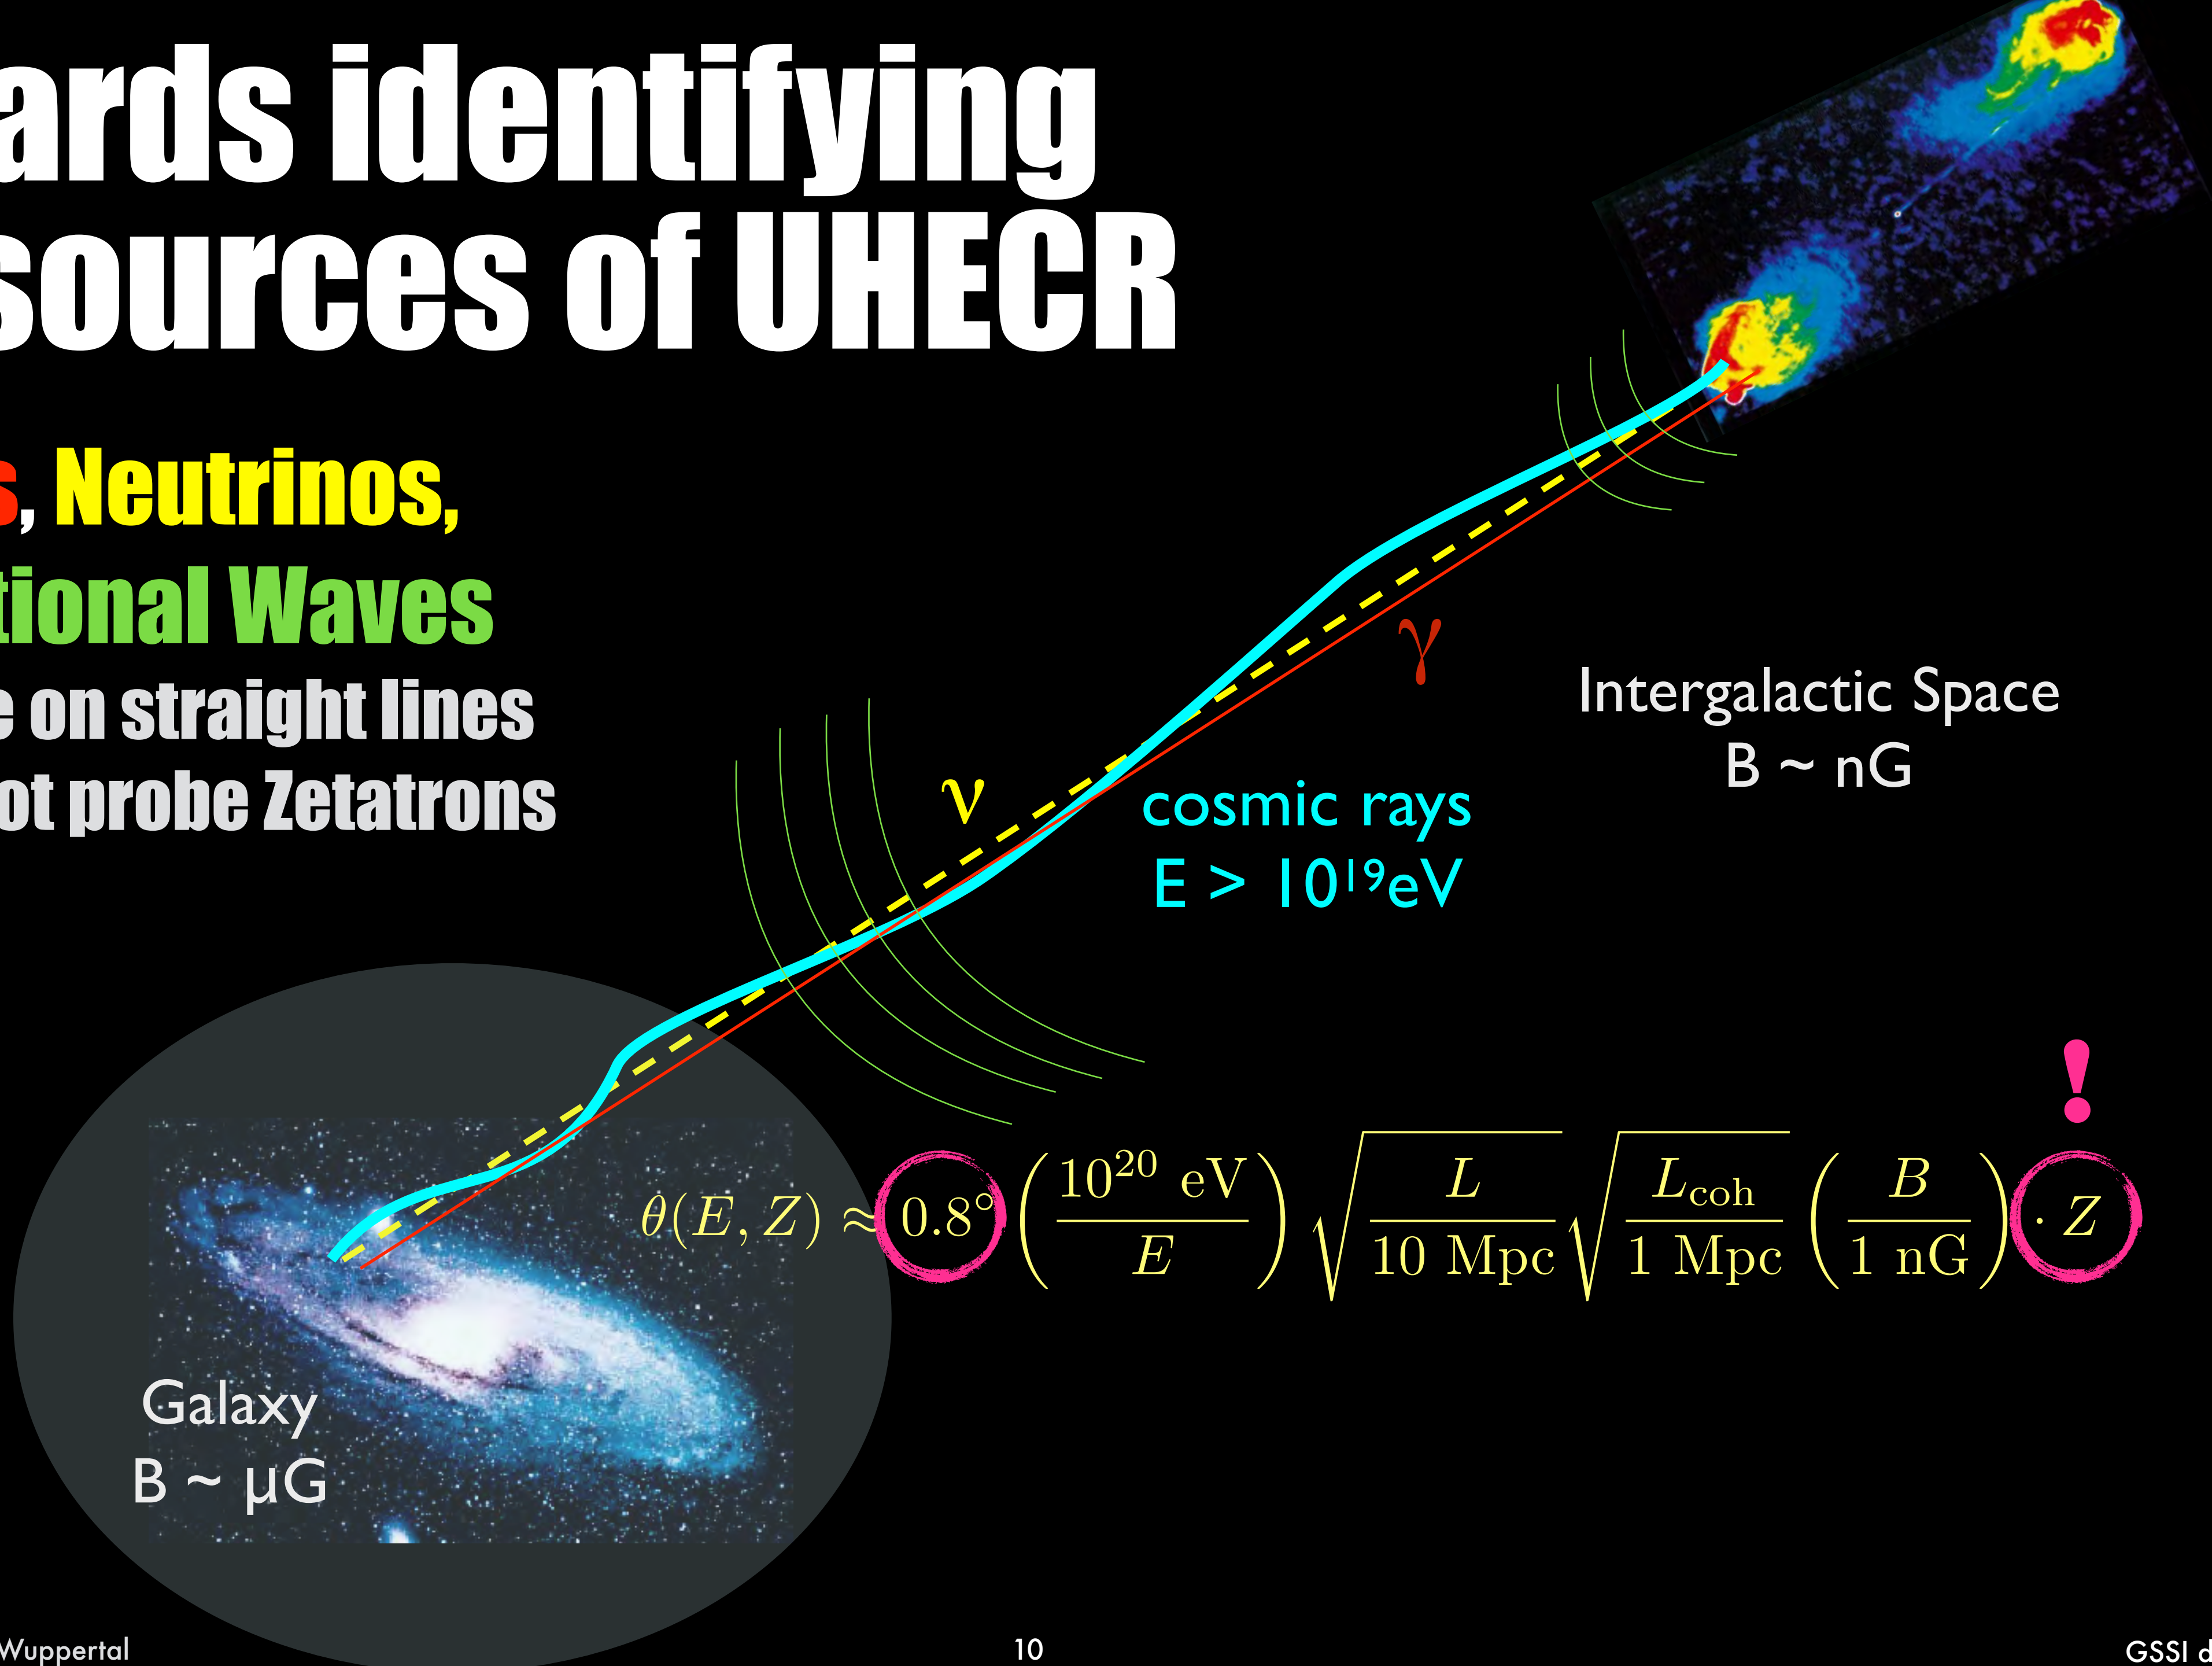 ards identifying
sources of UHECR
s, Neutrinos,
tional Waves
e on straight lines
ot probe Zetatrons
γ
Intergalactic Space
B ~ nG
ν
cosmic rays
E > 10¹⁹eV
!
θ(E, Z) ≈ 0.8° (10²⁰ eV / E) √(L / 10 Mpc) √(L_coh / 1 Mpc) (B / 1 nG) · Z
Galaxy
B ~ µG
Wuppertal
10
GSSI d